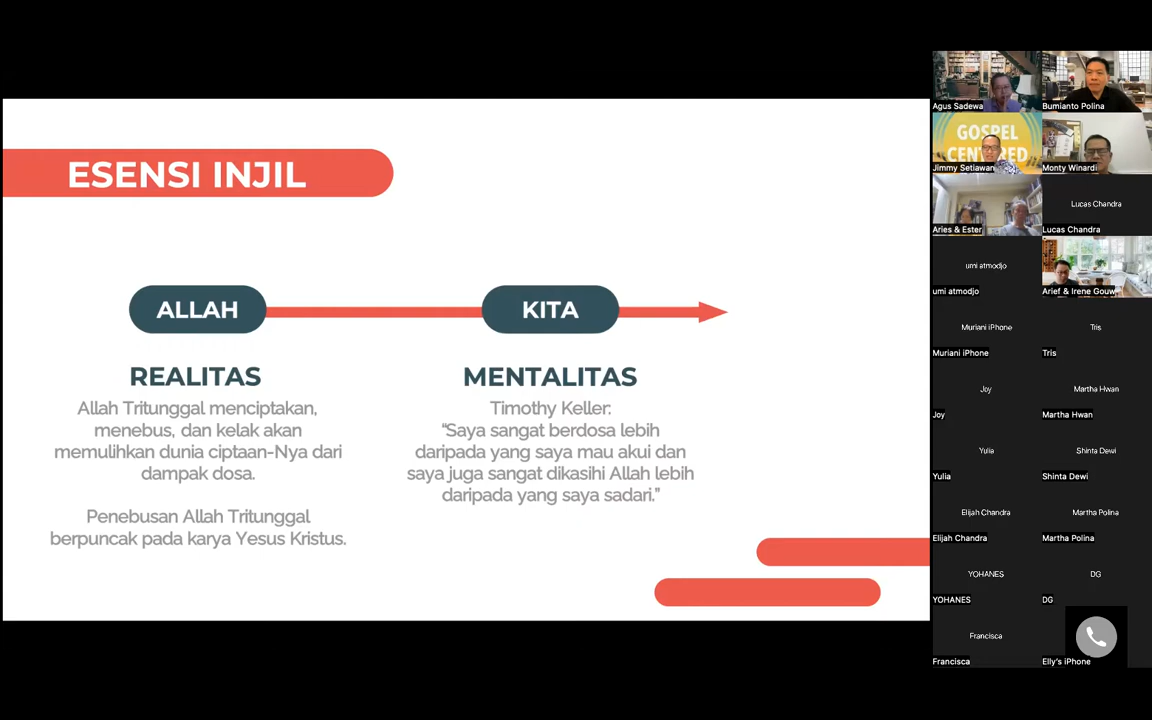 ESENSI INJIL
ALLAH
KITA
REALITAS
Allah Tritunggal menciptakan,
menebus, dan kelak akan
memulihkan dunia ciptaan-Nya dari
dampak dosa.
Penebusan Allah Tritunggal
berpuncak pada karya Yesus Kristus.
MENTALITAS
Timothy Keller:
“Saya sangat berdosa lebih
daripada yang saya mau akui dan
saya juga sangat dikasihi Allah lebih
daripada yang saya sadari.”
Agus Sadewa
Bumianto Polina
GOSPEL
CENTERED
Jimmy Setiawan
Monty Winardi
Aries & Ester
Lucas Chandra
Lucas Chandra
umi atmodjo
umi atmodjo
Arief & Irene Gouw
Muriani iPhone
Muriani iPhone
Tris
Tris
Joy
Joy
Martha Hwan
Martha Hwan
Yulia
Yulia
Shinta Dewi
Shinta Dewi
Elijah Chandra
Elijah Chandra
Martha Polina
Martha Polina
YOHANES
YOHANES
DG
DG
Francisca
Francisca
Elly's iPhone